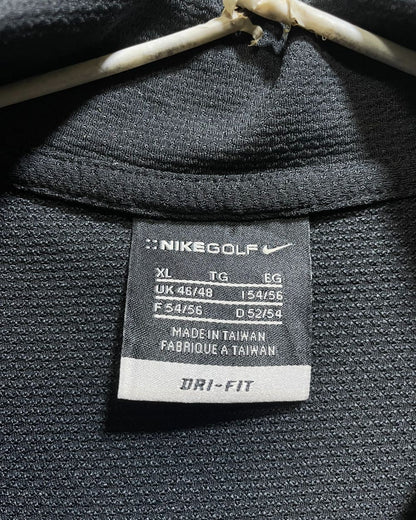 NIKEGOLF
XL TG EG
UK 46/48 I 54/56
F 54/56 D 52/54
MADE IN TAIWAN
FABRIQUE A TAIWAN
DRI-FIT